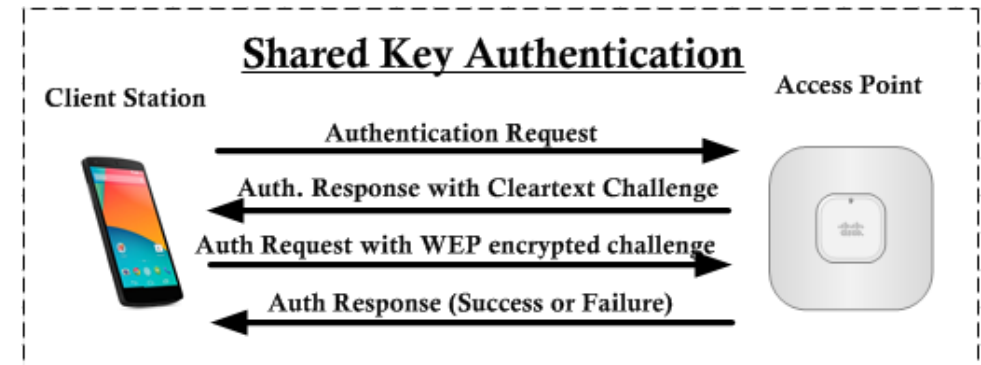 Shared Key Authentication
Client Station
Access Point
Authentication Request
Auth. Response with Cleartext Challenge
Auth Request with WEP encrypted challenge
Auth Response (Success or Failure)